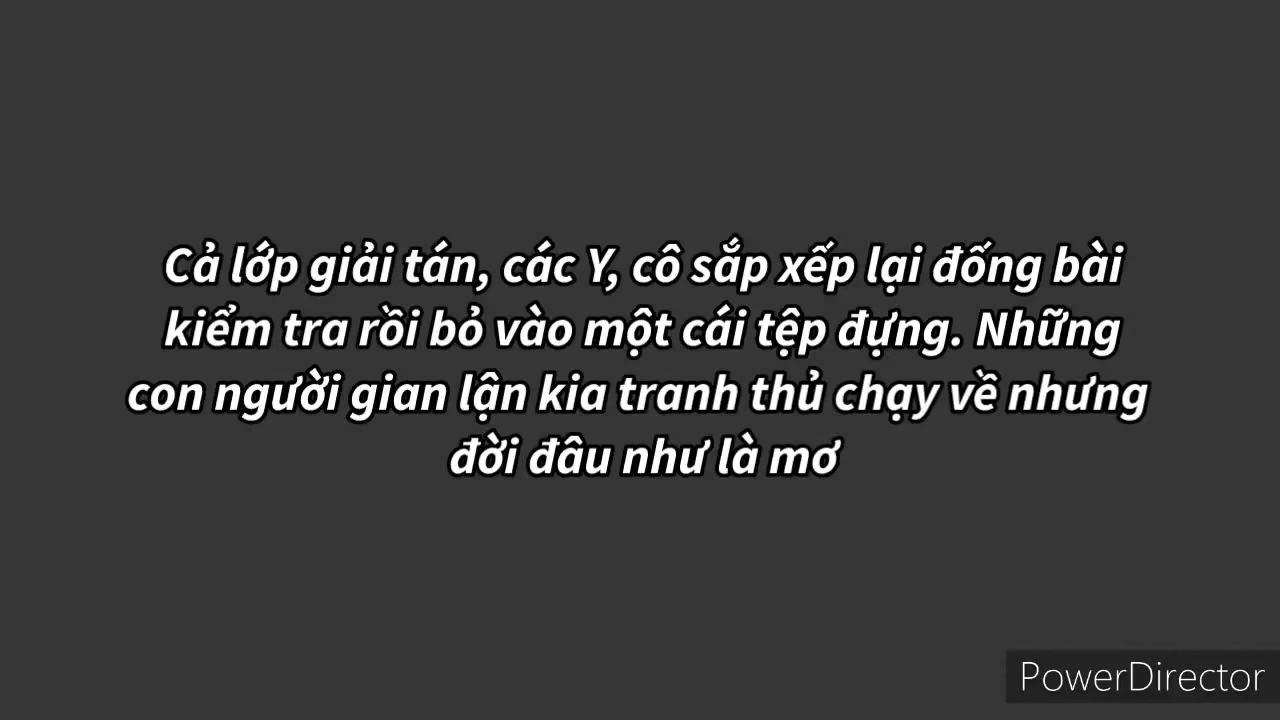 Cả lớp giải tán, các Y, cô sắp xếp lại đống bài
kiểm tra rồi bỏ vào một cái tệp đựng. Những
con người gian lận kia tranh thủ chạy về nhưng
đời đâu như là mơ
PowerDirector